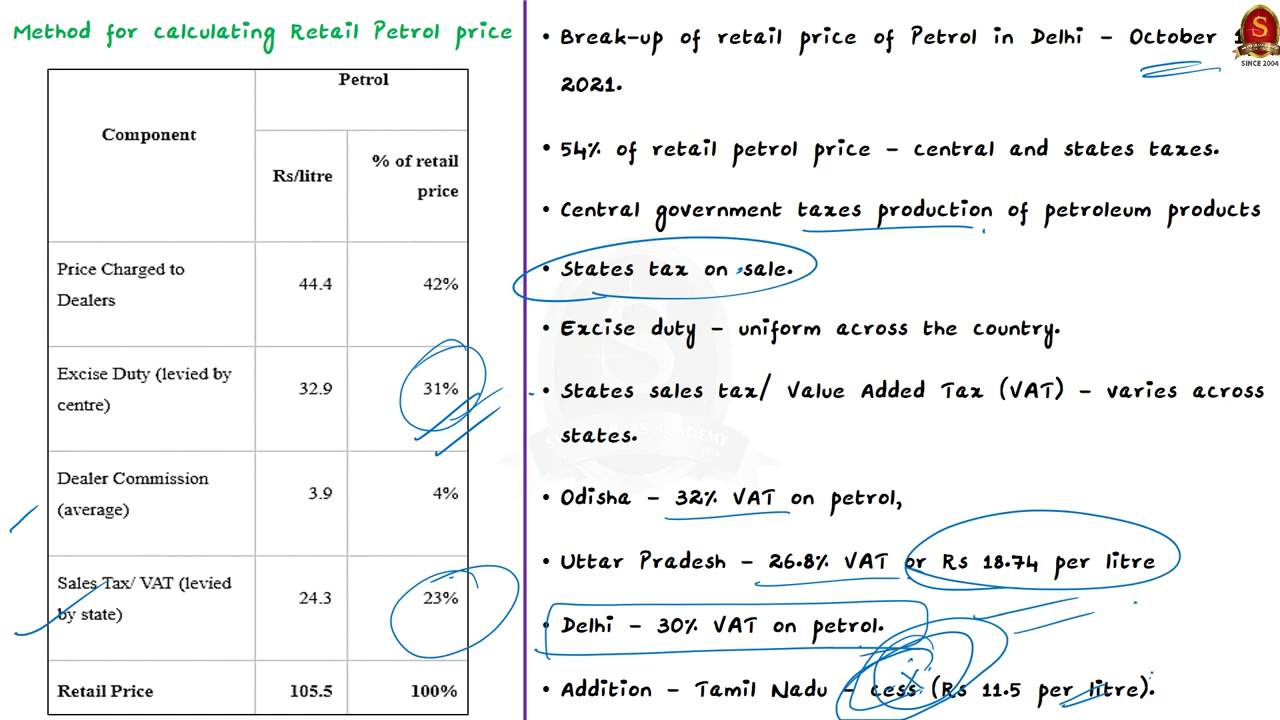 Method for calculating Retail Petrol price
Component
Petrol
Rs/litre
% of retail
price
Price Charged to
Dealers
44.4
42%
Excise Duty (levied by
centre)
32.9
31%
Dealer Commission
(average)
3.9
4%
Sales Tax/ VAT (levied
by state)
24.3
23%
Retail Price
105.5
100%
• Break-up of retail price of Petrol in Delhi – October
2021.
• 54% of retail petrol price – central and states taxes.
• Central government taxes production of petroleum products
• States tax on sale.
• Excise duty – uniform across the country.
• States sales tax/ Value Added Tax (VAT) – varies across
states.
• Odisha – 32% VAT on petrol,
• Uttar Pradesh – 26.8% VAT or Rs 18.74 per litre
• Delhi – 30% VAT on petrol.
• Addition – Tamil Nadu – cess (Rs 11.5 per litre).
S
SINCE 2004